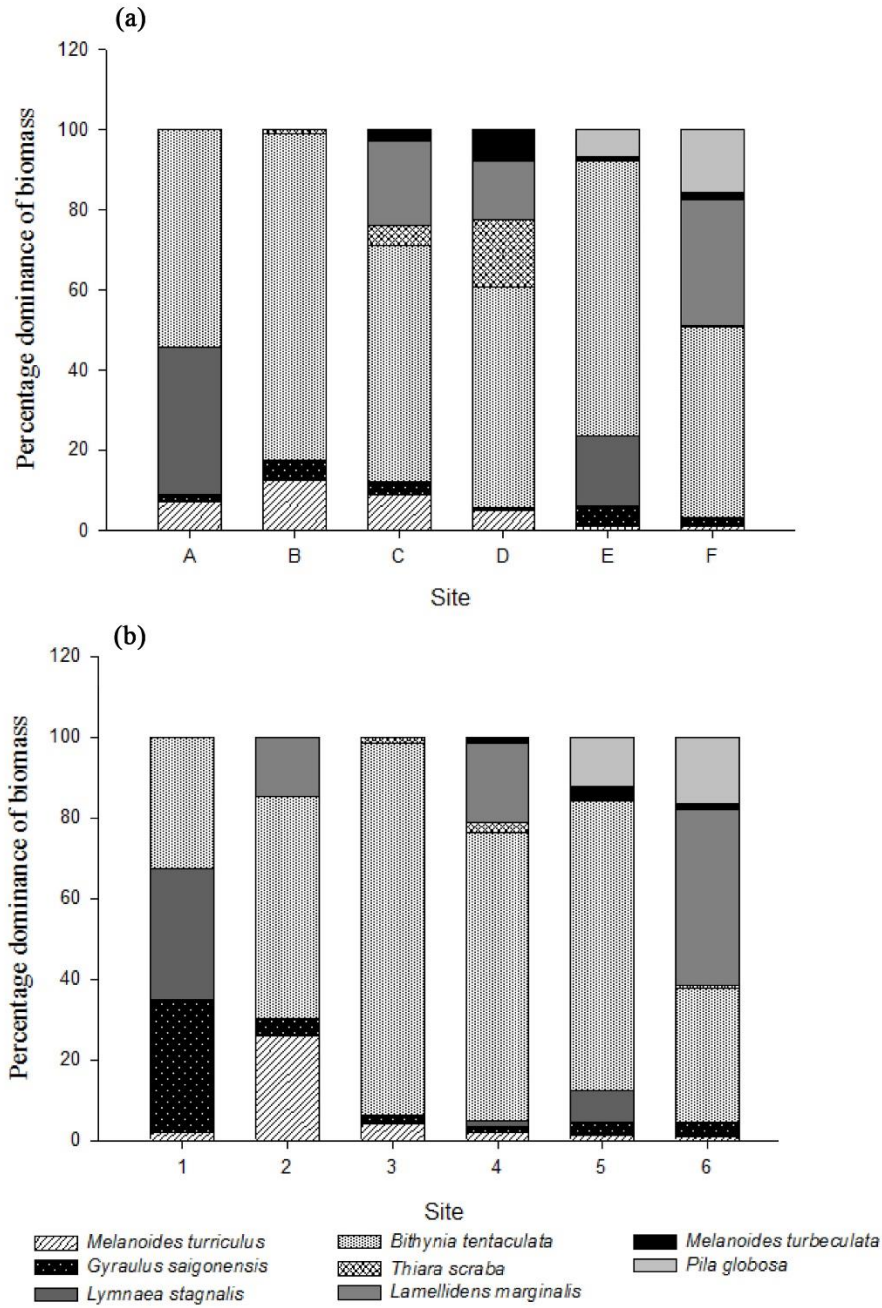 (a)
120
100
80
60
40
20
0
Percentage dominance of biomass
A B C D E F
Site
(b)
120
100
80
60
40
20
0
Percentage dominance of biomass
1 2 3 4 5 6
Site
Melanoides turriculus Bithynia tentaculata Melanoides turbeculata
Gyraulus saigonensis Thiara scraba Pila globosa
Lymnaea stagnalis Lamellidens marginalis